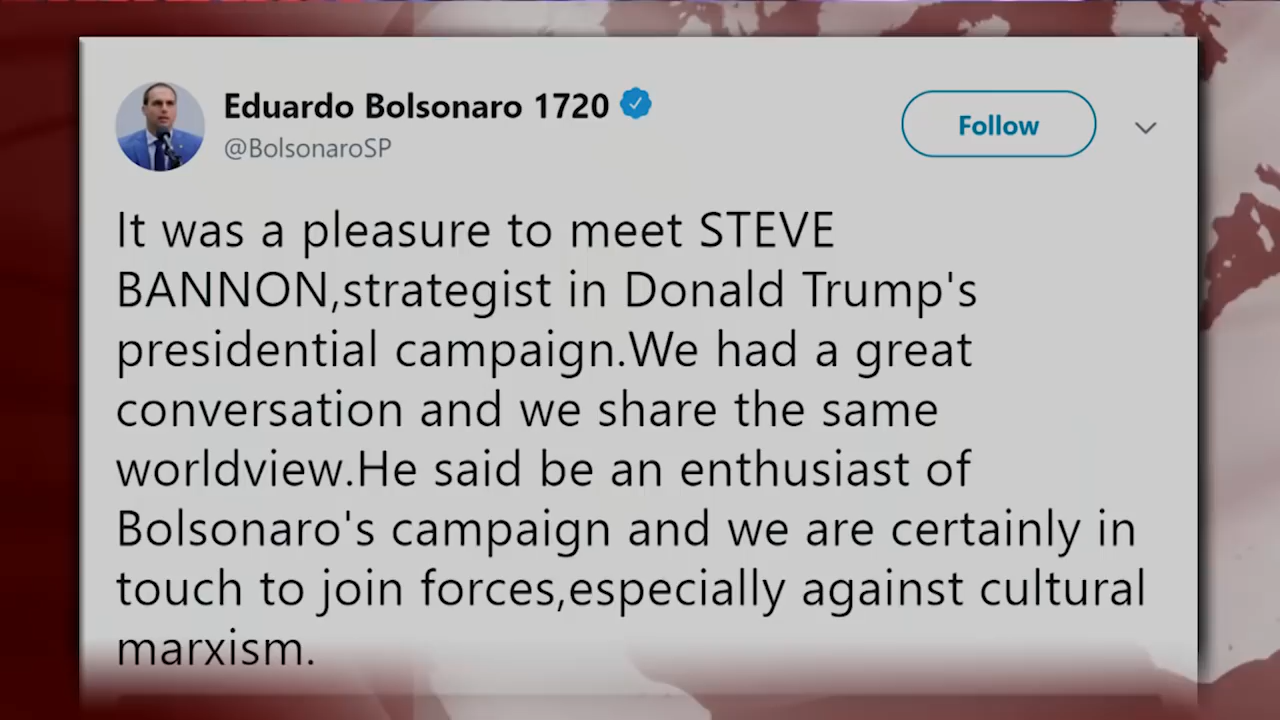 Eduardo Bolsonaro 1720
@BolsonaroSP
Follow
It was a pleasure to meet STEVE
BANNON,strategist in Donald Trump's
presidential campaign.We had a great
conversation and we share the same
worldview.He said be an enthusiast of
Bolsonaro's campaign and we are certainly in
touch to join forces,especially against cultural
marxism.